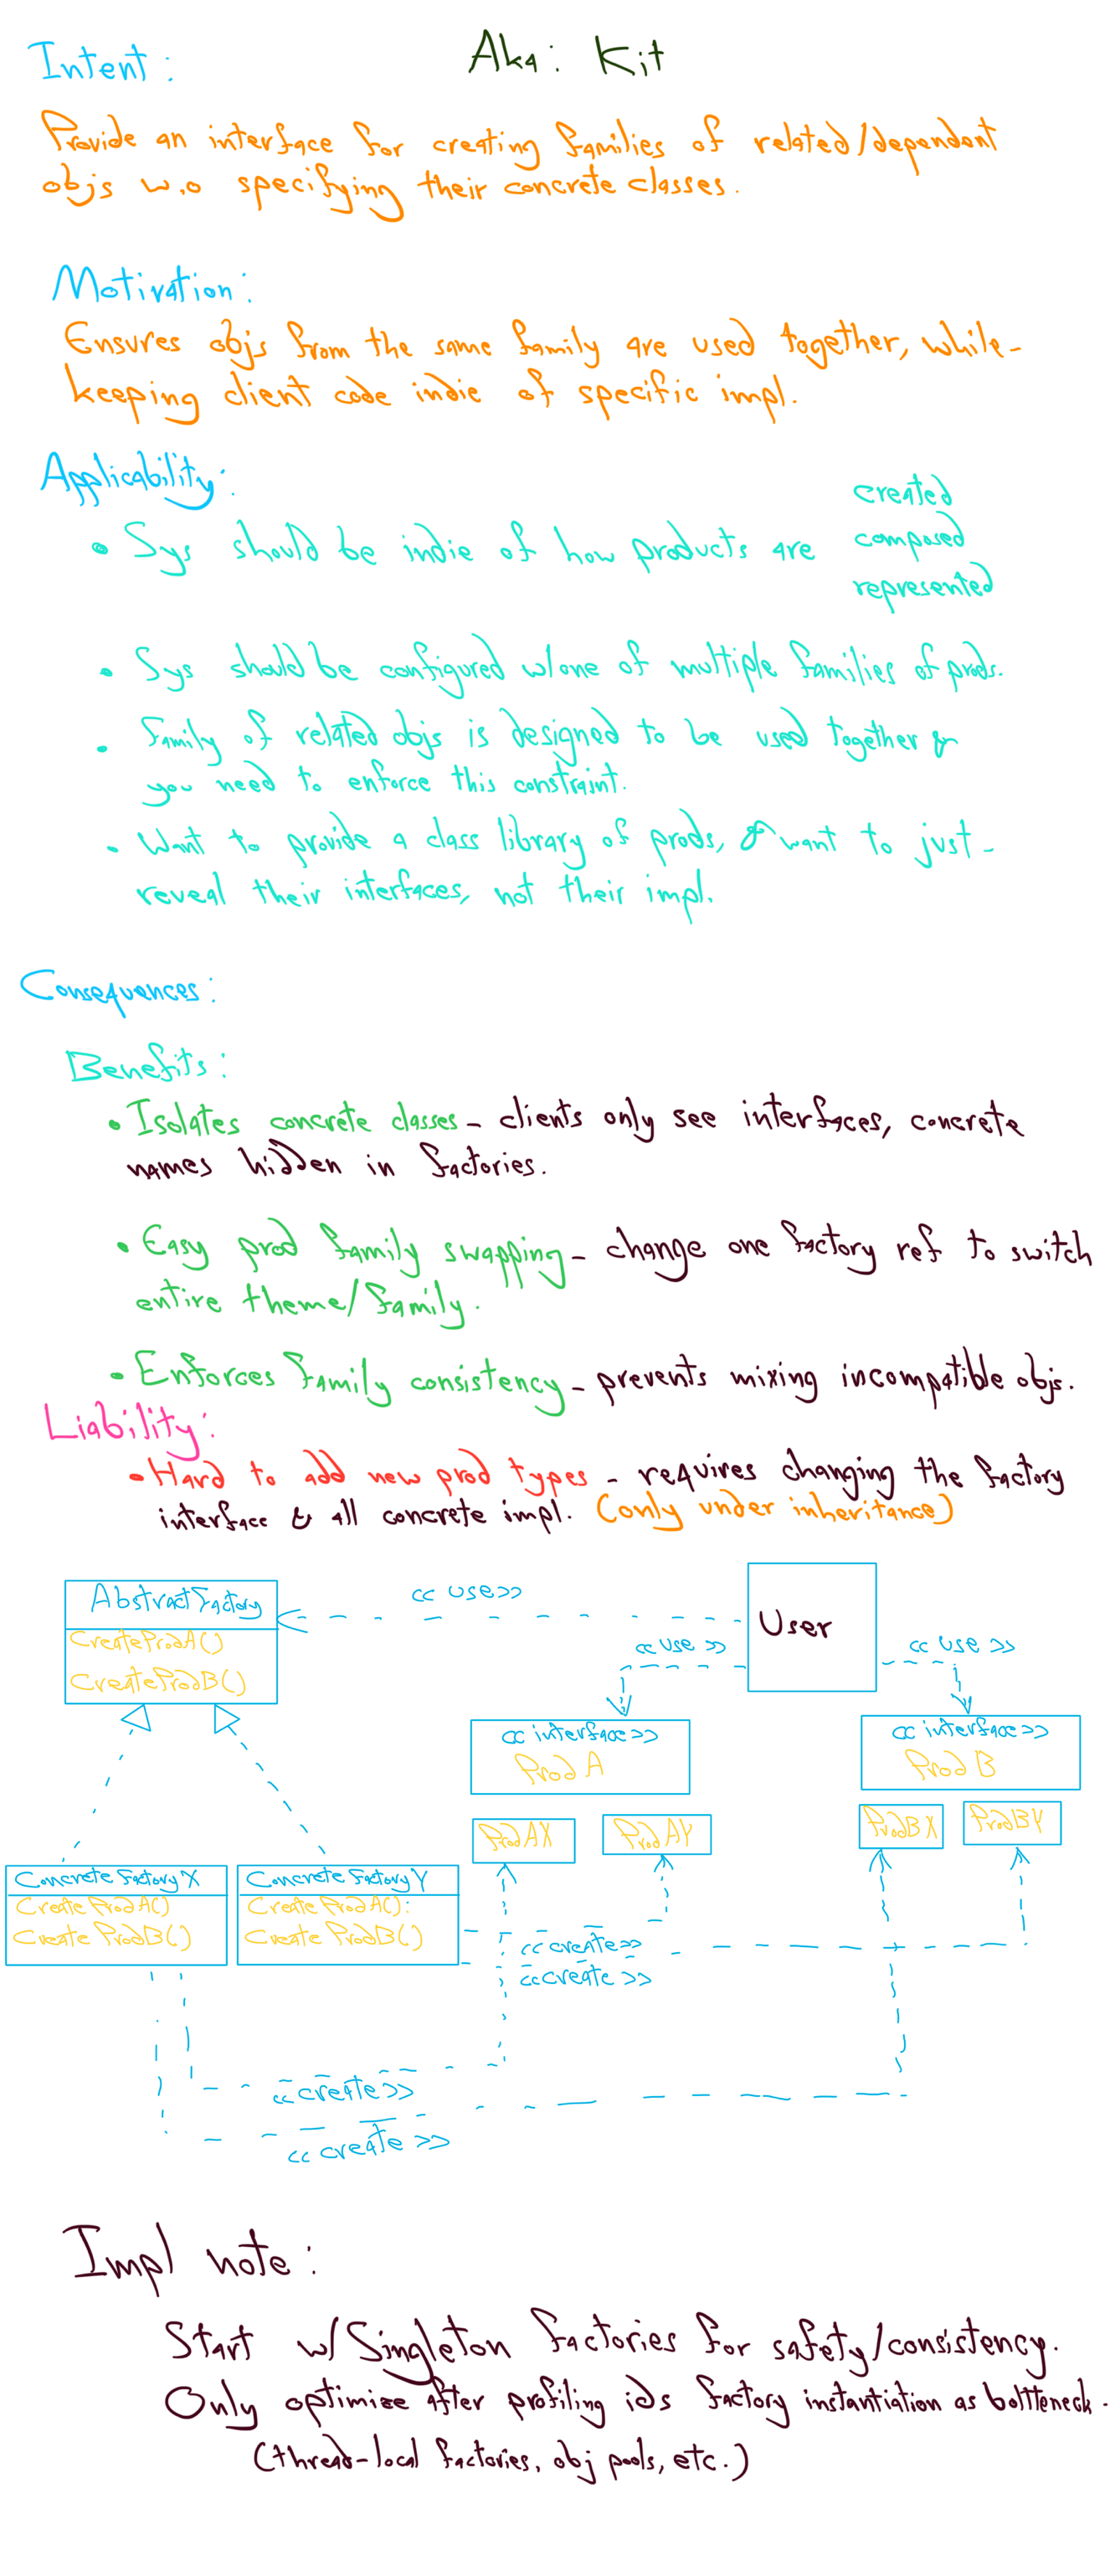 Intent:
Aka: Kit
Provide an interface for creating families of related/dependent
objs w.o specifying their concrete classes.
Motivation:
Ensures objs from the same family are used together, while-
keeping client code indie of specific impl.
Applicability:
• Sys should be indie of how products are
created
composed
represented
• Sys should be configured w/one of multiple families of prods.
• Family of related objs is designed to be used together &
you need to enforce this constraint.
• Want to provide a class library of prods, & want to just-
reveal their interfaces, not their impl.
Consequences:
Benefits:
• Isolates concrete classes - clients only see interfaces, concrete
names hidden in factories.
• Easy prod family swapping - change one factory ref to switch
entire theme/family.
• Enforces family consistency - prevents mixing incompatible objs.
Liability:
• Hard to add new prod types - requires changing the factory
interface & all concrete impl. (only under inheritance)
AbstractFactory
CreateProdA()
CreateProdB()
<< use >>
User
<< use >>
<< use >>
<< interface >>
Prod A
<< interface >>
Prod B
ProdAX
ProdAY
ProdBX
ProdBY
ConcreteFactoryX
CreateProdA()
CreateProdB()
ConcreteFactoryY
CreateProdA():
CreateProdB()
<< create >>
<< create >>
<< create >>
<< create >>
Impl note:
Start w/ Singleton factories for safety/consistency.
Only optimize after profiling ids factory instantiation as bottleneck.
(thread-local factories, obj pools, etc.)